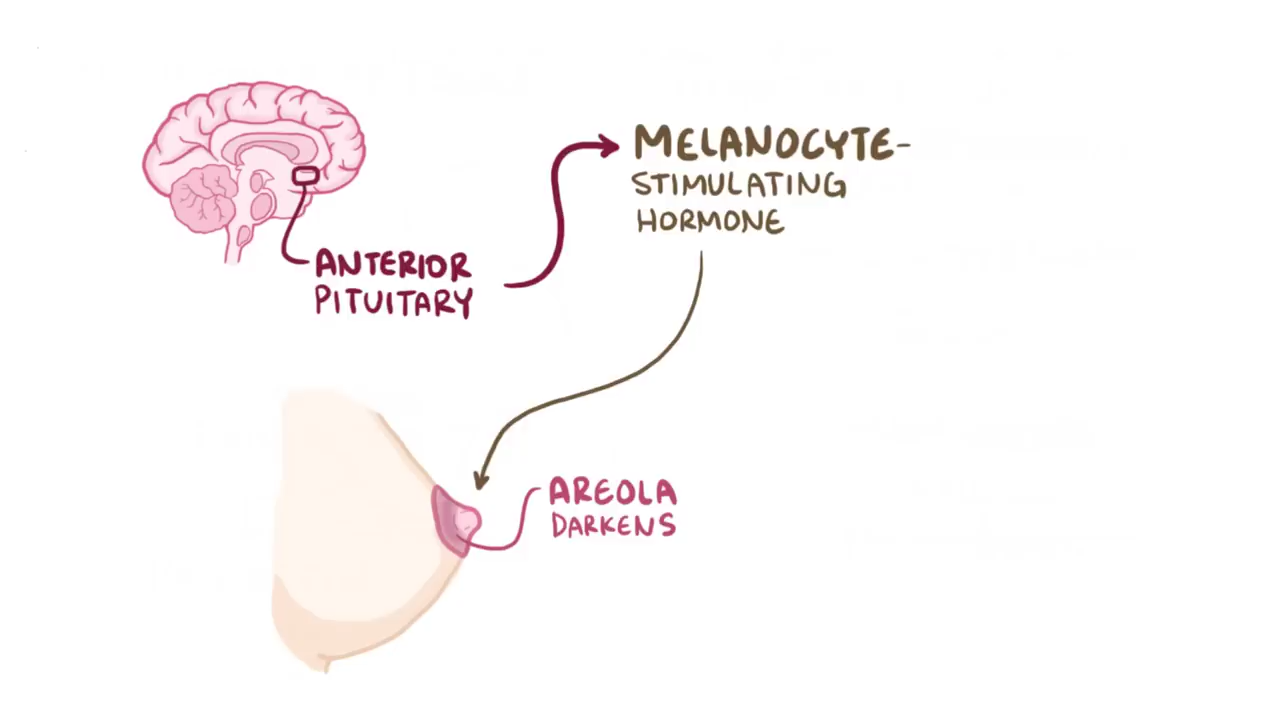 MELANOCYTE-
STIMULATING
HORMONE
ANTERIOR
PITUITARY
AREOLA
DARKENS